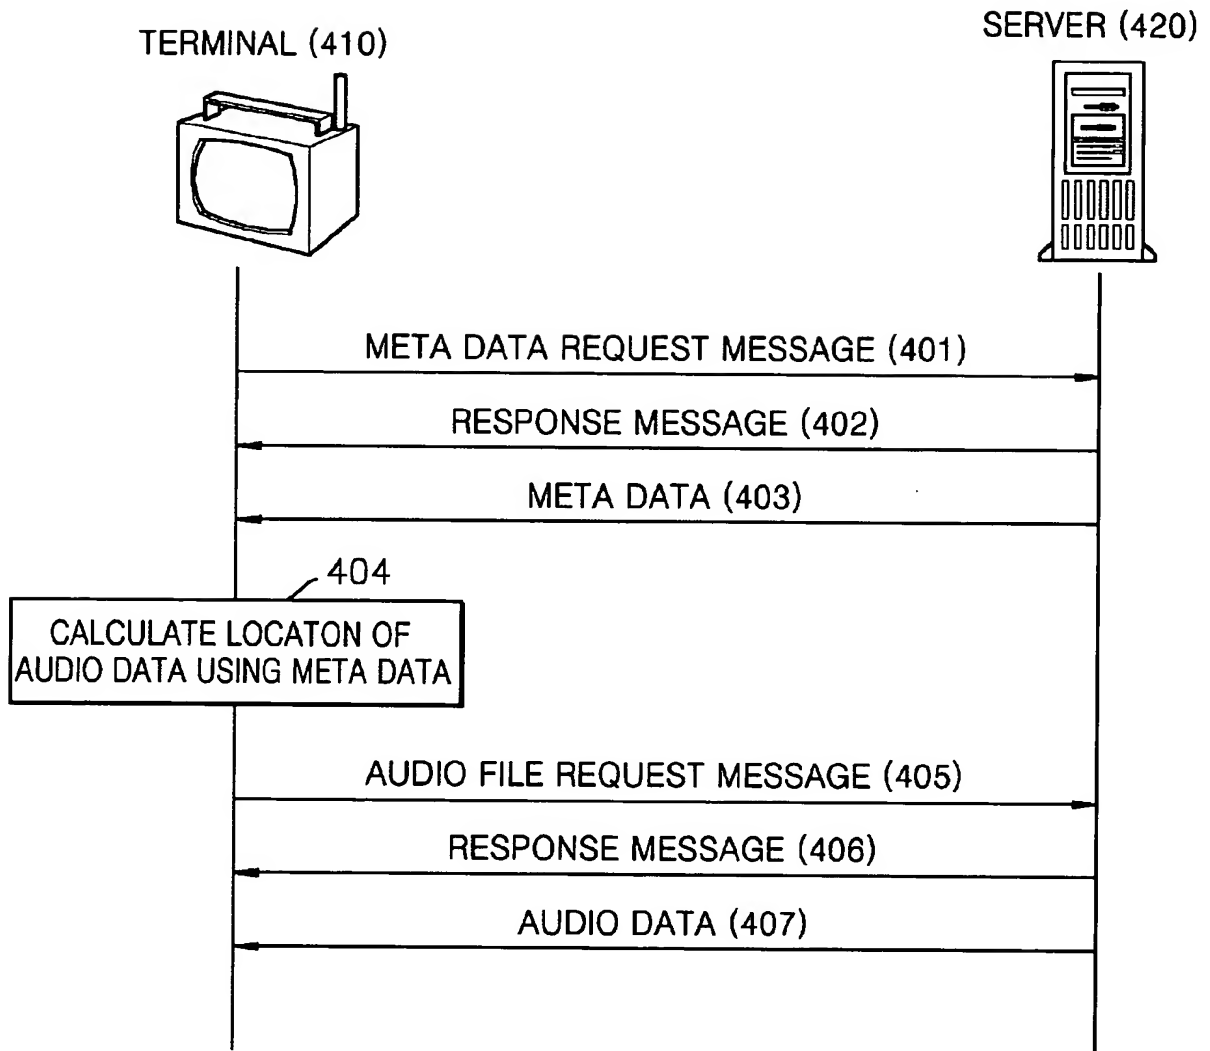 TERMINAL (410)
SERVER (420)
META DATA REQUEST MESSAGE (401)
RESPONSE MESSAGE (402)
META DATA (403)
404
CALCULATE LOCATON OF
AUDIO DATA USING META DATA
AUDIO FILE REQUEST MESSAGE (405)
RESPONSE MESSAGE (406)
AUDIO DATA (407)